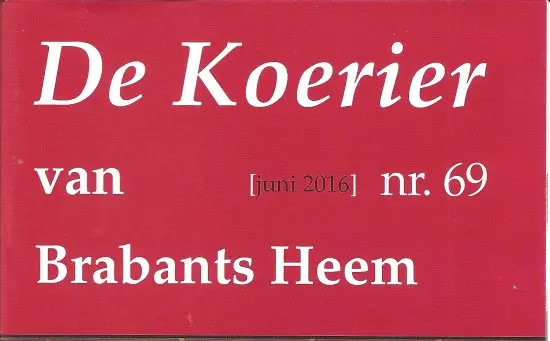 De Koerier
van [juni 2016] nr. 69
Brabants Heem